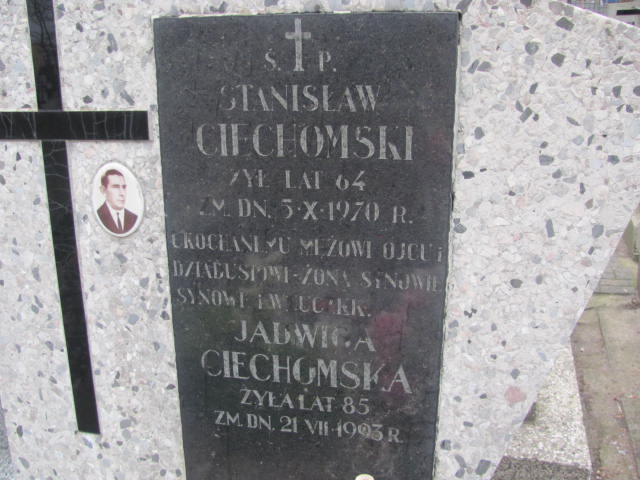 Ś. P.
STANISŁAW
CIECHOMSKI
ŻYŁ LAT 64
ZM. DN. 5·X·1970 R.
UKOCHANEMU MĘŻOWI OJCU I
DZIADUSIOWI-ŻONA SYNOWIE
SYNOWE I
JADWIGA
CIECHOMSKA
ŻYŁA LAT 85
ZM. DN. 21 VII·1993 R.